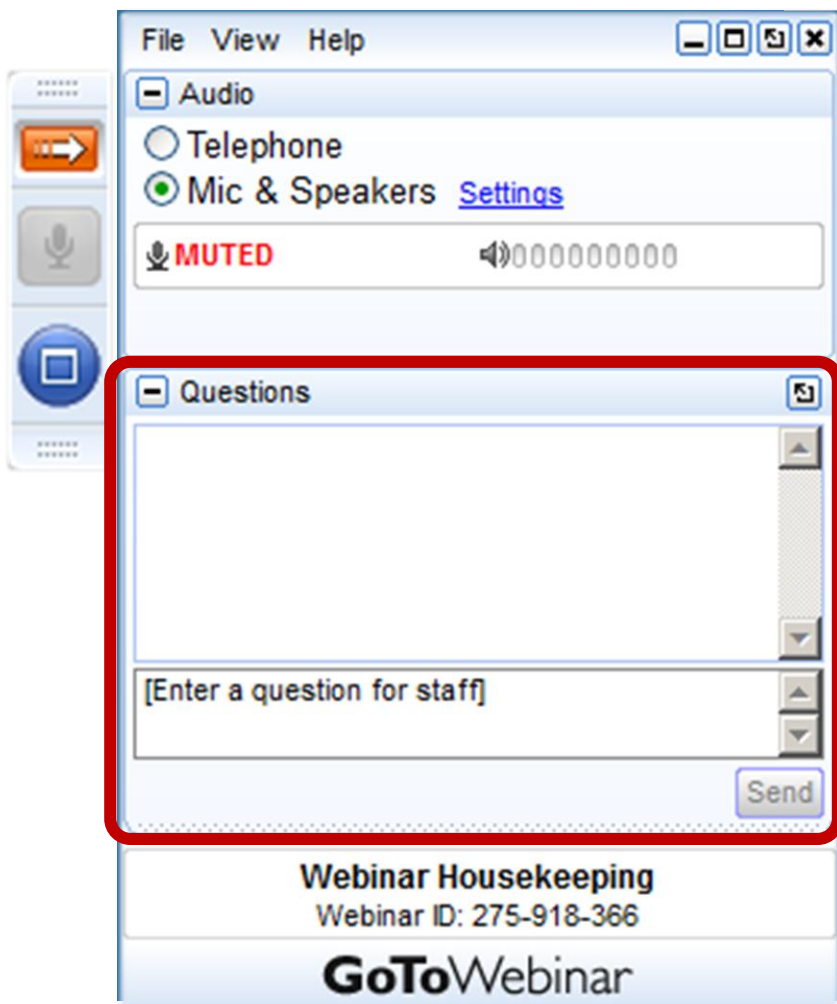 File View Help
Audio
Telephone
Mic & Speakers Settings
MUTED
Questions
[Enter a question for staff]
Send
Webinar Housekeeping
Webinar ID: 275-918-366
GoToWebinar